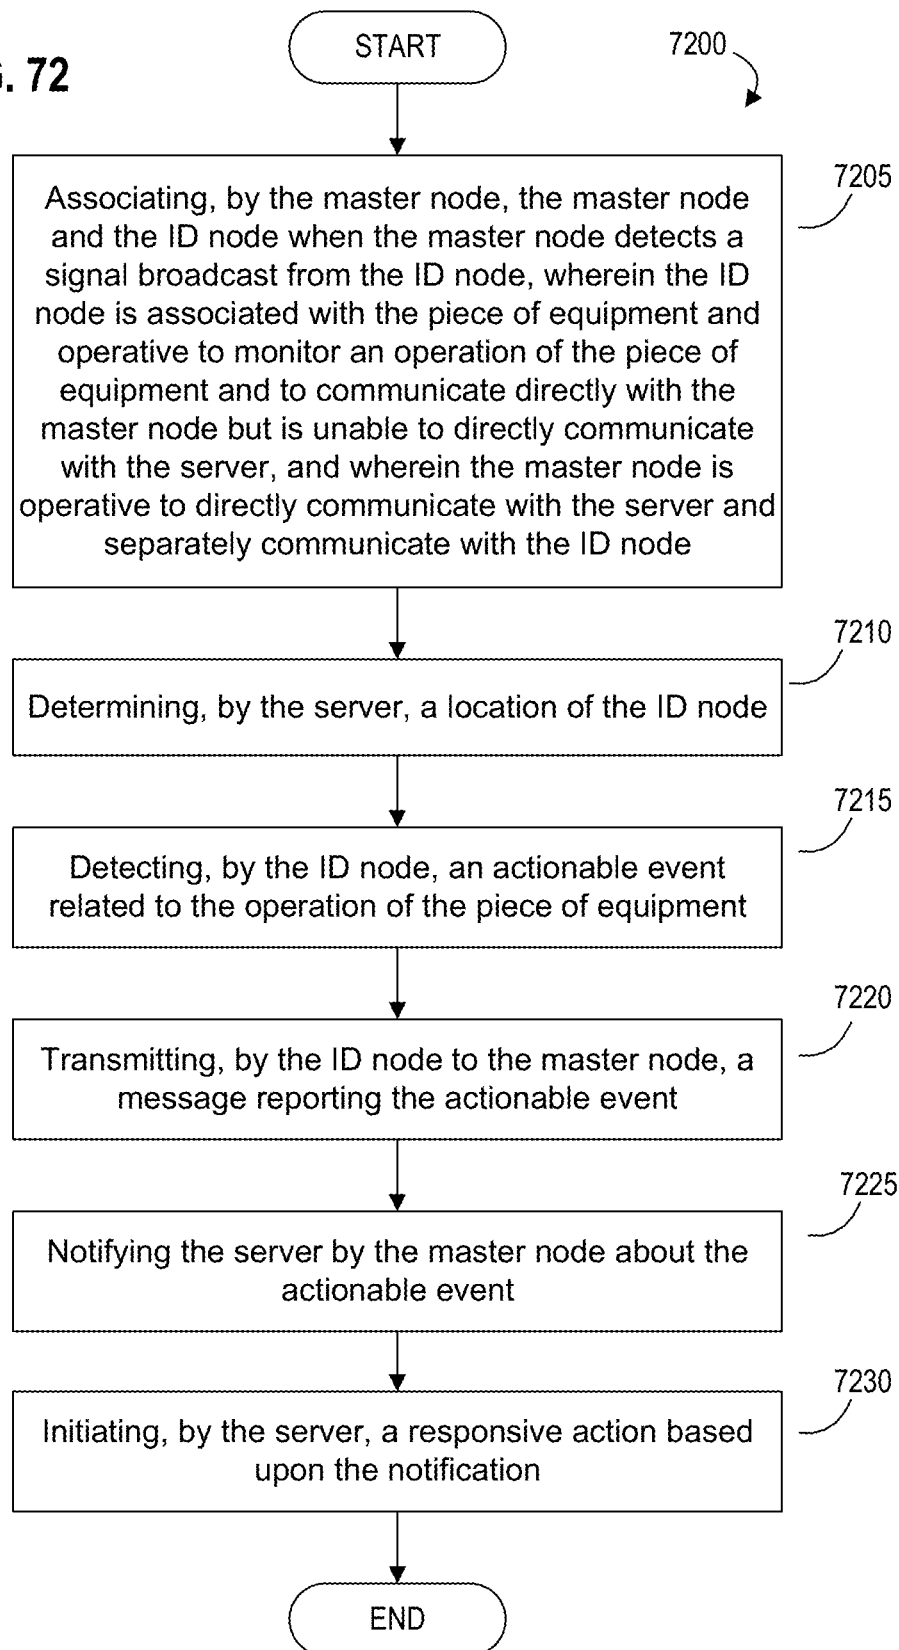 START
7200
. 72
7205
Associating, by the master node, the master node
and the ID node when the master node detects a
signal broadcast from the ID node, wherein the ID
node is associated with the piece of equipment and
operative to monitor an operation of the piece of
equipment and to communicate directly with the
master node but is unable to directly communicate
with the server, and wherein the master node is
operative to directly communicate with the server and
separately communicate with the ID node
7210
Determining, by the server, a location of the ID node
7215
Detecting, by the ID node, an actionable event
related to the operation of the piece of equipment
7220
Transmitting, by the ID node to the master node, a
message reporting the actionable event
7225
Notifying the server by the master node about the
actionable event
7230
Initiating, by the server, a responsive action based
upon the notification
END